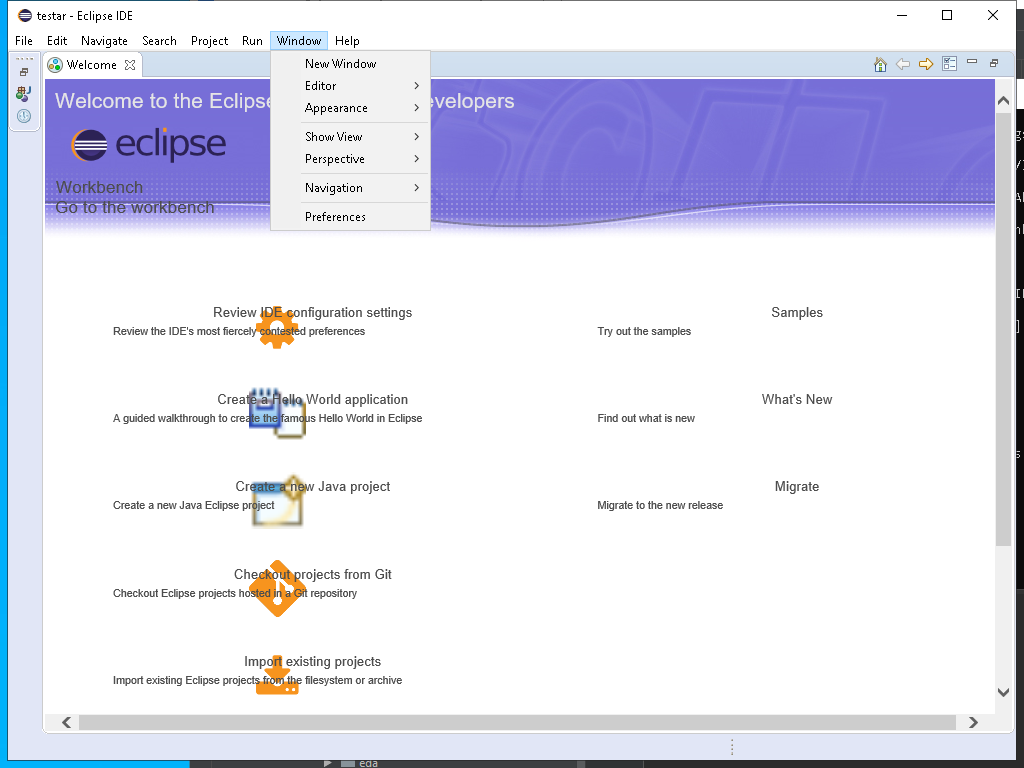 testar - Eclipse IDE
File Edit Navigate Search Project Run Window Help
Welcome
New Window
Editor
Appearance
Show View
Perspective
Navigation
Preferences
Welcome to the Eclipse evelopers
eclipse
Workbench
Go to the workbench
Review IDE configuration settings
Review the IDE's most fiercely contested preferences
Samples
Try out the samples
Create a Hello World application
A guided walkthrough to create the famous Hello World in Eclipse
What's New
Find out what is new
Create a new Java project
Create a new Java Eclipse project
Migrate
Migrate to the new release
Checkout projects from Git
Checkout Eclipse projects hosted in a Git repository
Import existing projects
Import existing Eclipse projects from the filesystem or archive
eda